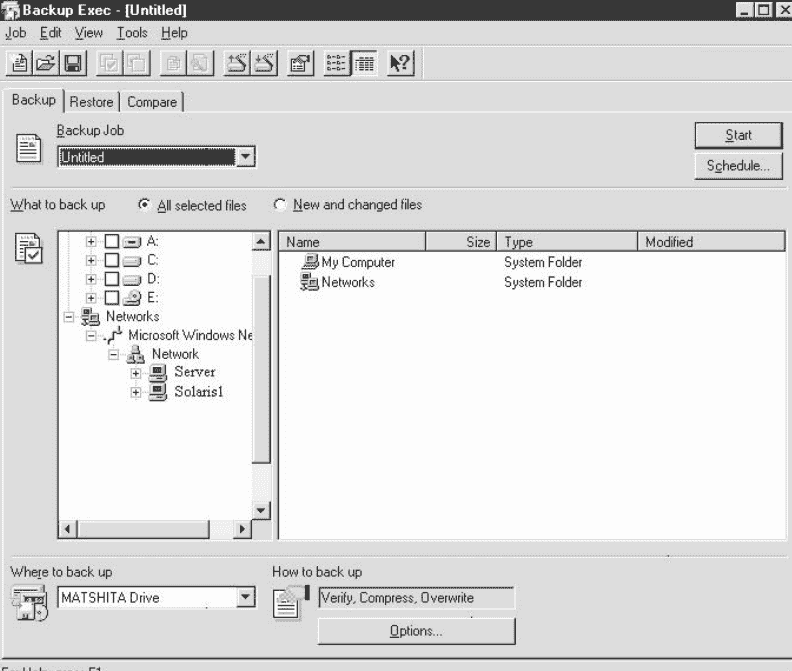 Backup Exec - [Untitled]
Job Edit View Tools Help
Backup Restore Compare
Backup Job
Untitled
Start
Schedule...
What to back up All selected files New and changed files
Name Size Type Modified
A:
C:
D:
E:
Networks
Microsoft Windows Ne
Network
Server
Solaris1
My Computer System Folder
Networks System Folder
Where to back up How to back up
MATSHITA Drive Verify, Compress, Overwrite
Options...